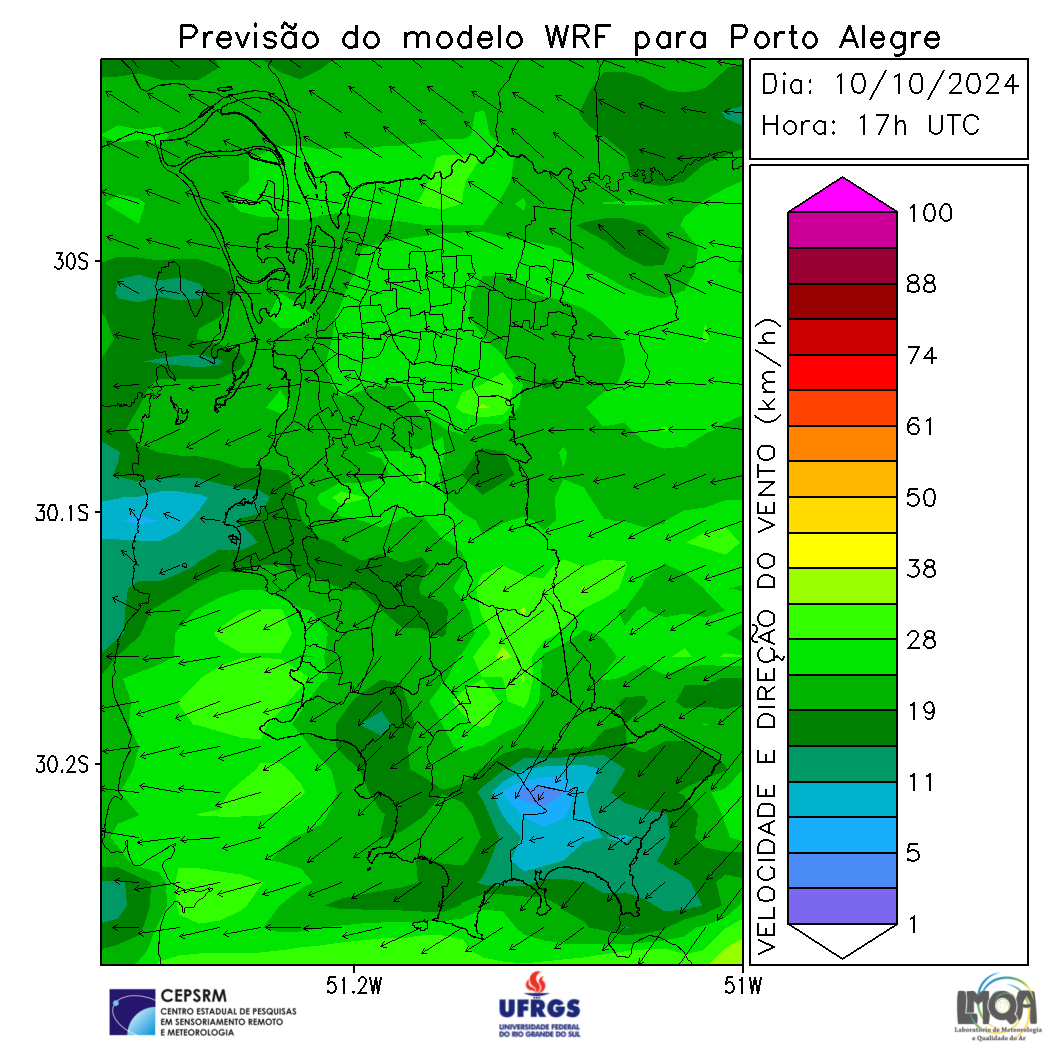 Previsão do modelo WRF para Porto Alegre
Dia: 10/10/2024
Hora: 17h UTC
30S
30.1S
30.2S
51.2W
51W
VELOCIDADE E DIREÇÃO DO VENTO (km/h)
100
88
74
61
50
38
28
19
11
5
1
CEPSRM
CENTRO ESTADUAL DE PESQUISAS
EM SENSORIAMENTO REMOTO
E METEOROLOGIA
UFRGS
UNIVERSIDADE FEDERAL
DO RIO GRANDE DO SUL
LMQA
Laboratório de Meteorologia
e Qualidade do Ar